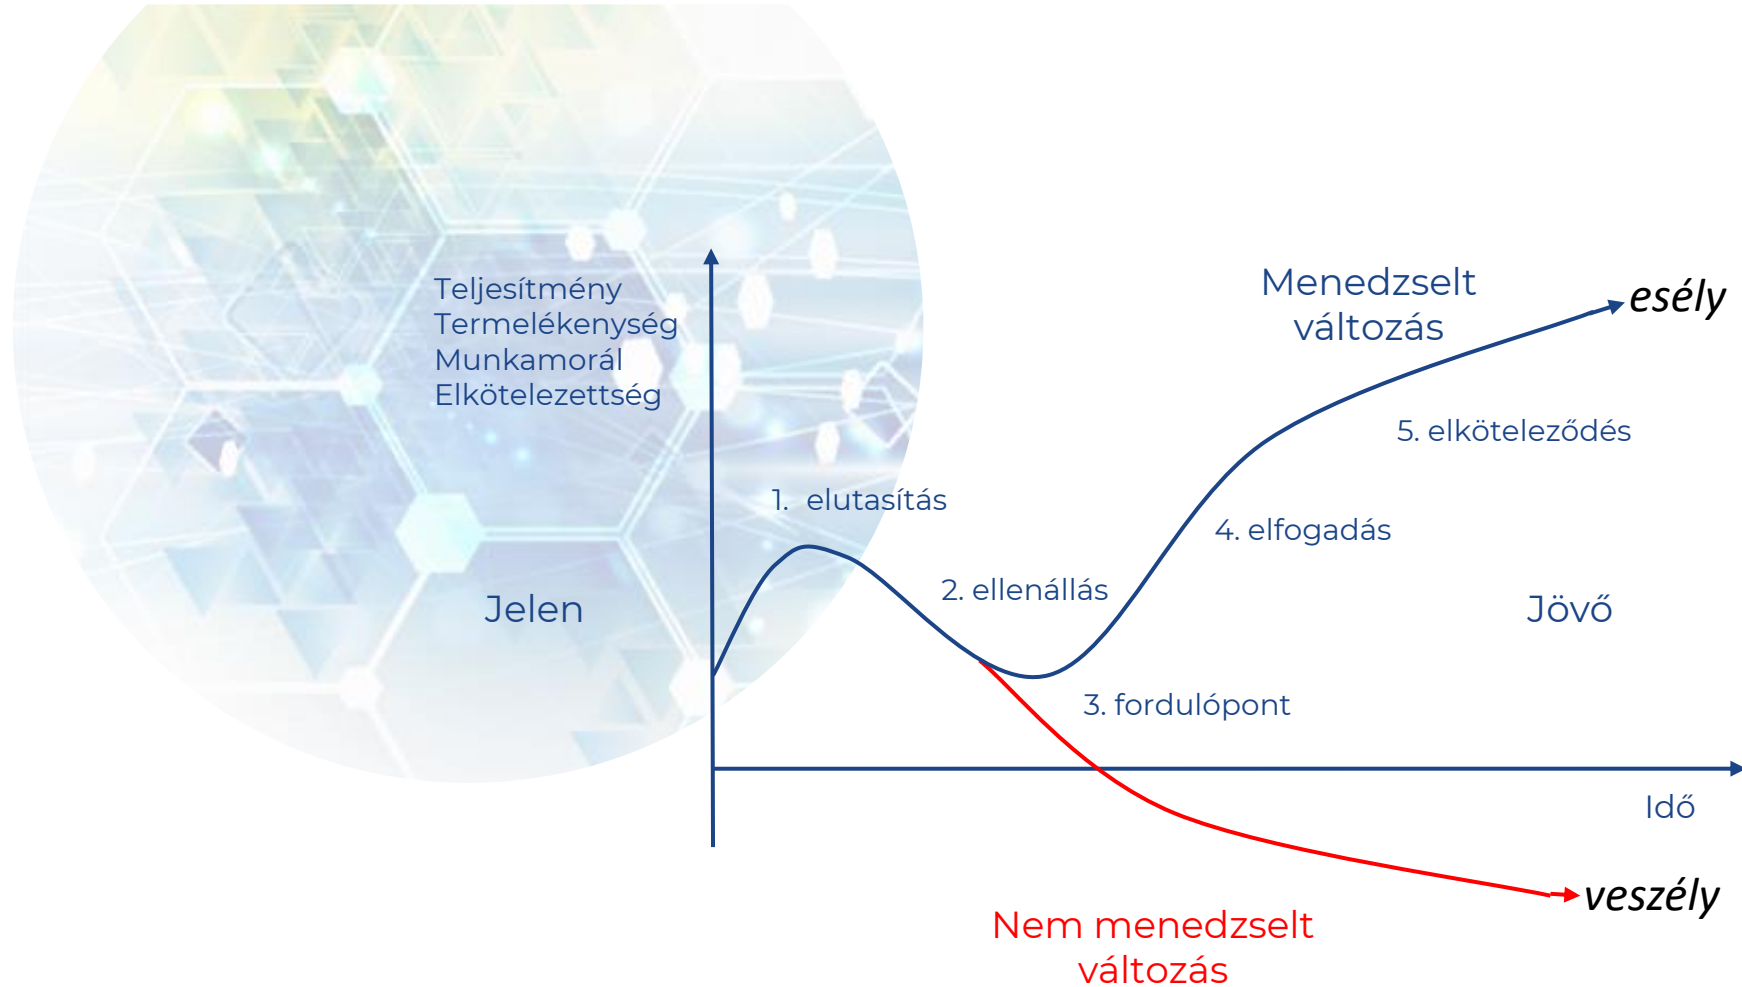 Teljesítmény
Termelékenység
Munkamorál
Elkötelezettség
Menedzselt
változás
esély
5. elköteleződés
1. elutasítás
4. elfogadás
2. ellenállás
Jelen
Jövő
3. fordulópont
Idő
veszély
Nem menedzselt
változás